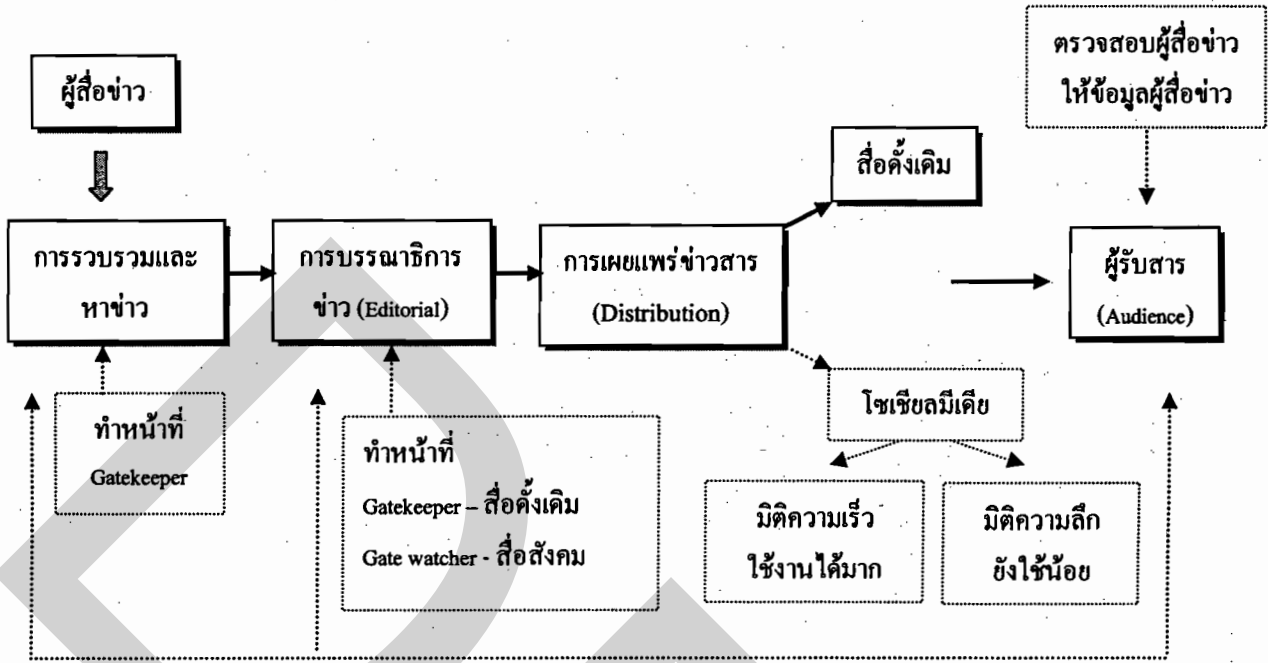 ผู้สื่อข่าว
การรวบรวมและ
หาข่าว
ทำหน้าที่
Gatekeeper
การบรรณาธิการ
ข่าว (Editorial)
ทำหน้าที่
Gatekeeper – สื่อดั้งเดิม
Gate watcher - สื่อสังคม
การเผยแพร่ข่าวสาร
(Distribution)
สื่อดั้งเดิม
โซเชียลมีเดีย
มิติความเร็ว
ใช้งานได้มาก
มิติความลึก
ยังใช้น้อย
ตรวจสอบผู้สื่อข่าว
ให้ข้อมูลผู้สื่อข่าว
ผู้รับสาร
(Audience)